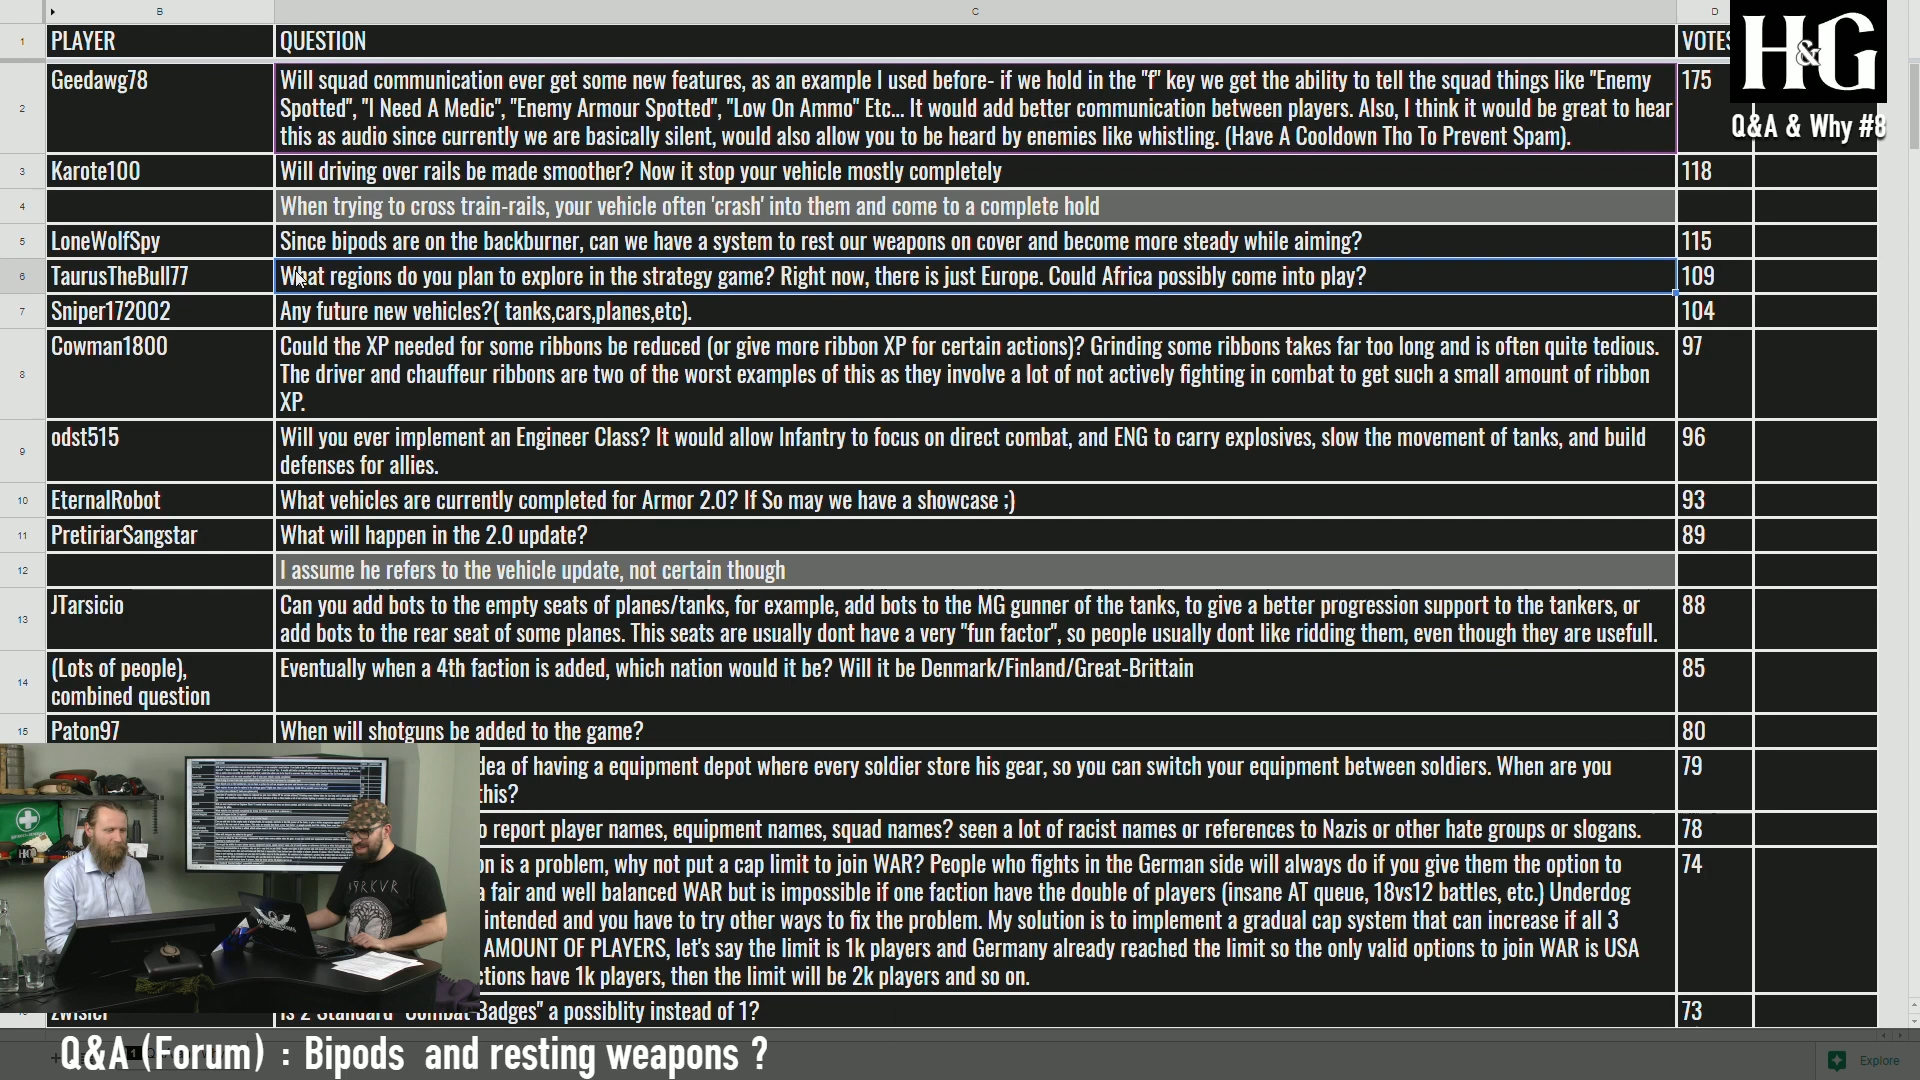 B C D
1 PLAYER QUESTION VOTES
H&G
Q&A & Why #8
2 Geedawg78 Will squad communication ever get some new features, as an example I used before- if we hold in the "f" key we get the ability to tell the squad things like "Enemy 175
Spotted", "I Need A Medic", "Enemy Armour Spotted", "Low On Ammo" Etc... It would add better communication between players. Also, I think it would be great to hear
this as audio since currently we are basically silent, would also allow you to be heard by enemies like whistling. (Have A Cooldown Tho To Prevent Spam).
3 Karote100 Will driving over rails be made smoother? Now it stop your vehicle mostly completely 118
4 When trying to cross train-rails, your vehicle often 'crash' into them and come to a complete hold
5 LoneWolfSpy Since bipods are on the backburner, can we have a system to rest our weapons on cover and become more steady while aiming? 115
6 TaurusTheBull77 What regions do you plan to explore in the strategy game? Right now, there is just Europe. Could Africa possibly come into play? 109
7 Sniper172002 Any future new vehicles?( tanks,cars,planes,etc). 104
8 Cowman1800 Could the XP needed for some ribbons be reduced (or give more ribbon XP for certain actions)? Grinding some ribbons takes far too long and is often quite tedious. 97
The driver and chauffeur ribbons are two of the worst examples of this as they involve a lot of not actively fighting in combat to get such a small amount of ribbon
XP.
9 odst515 Will you ever implement an Engineer Class? It would allow Infantry to focus on direct combat, and ENG to carry explosives, slow the movement of tanks, and build 96
defenses for allies.
10 EternalRobot What vehicles are currently completed for Armor 2.0? If So may we have a showcase ;) 93
11 PretiriarSangstar What will happen in the 2.0 update? 89
12 I assume he refers to the vehicle update, not certain though
13 JTarsicio Can you add bots to the empty seats of planes/tanks, for example, add bots to the MG gunner of the tanks, to give a better progression support to the tankers, or 88
add bots to the rear seat of some planes. This seats are usually dont have a very "fun factor", so people usually dont like ridding them, even though they are usefull.
14 (Lots of people), Eventually when a 4th faction is added, which nation would it be? Will it be Denmark/Finland/Great-Brittain 85
combined question
15 Paton97 When will shotguns be added to the game? 80
dea of having a equipment depot where every soldier store his gear, so you can switch your equipment between soldiers. When are you 79
this?
o report player names, equipment names, squad names? seen a lot of racist names or references to Nazis or other hate groups or slogans. 78
on is a problem, why not put a cap limit to join WAR? People who fights in the German side will always do if you give them the option to 74
a fair and well balanced WAR but is impossible if one faction have the double of players (insane AT queue, 18vs12 battles, etc.) Underdog
intended and you have to try other ways to fix the problem. My solution is to implement a gradual cap system that can increase if all 3
AMOUNT OF PLAYERS, let's say the limit is 1k players and Germany already reached the limit so the only valid options to join WAR is USA
ctions have 1k players, then the limit will be 2k players and so on.
Is 2 Standard "Combat Badges" a possiblity instead of 1? 73
Q&A (Forum) : Bipods and resting weapons ?
Explore